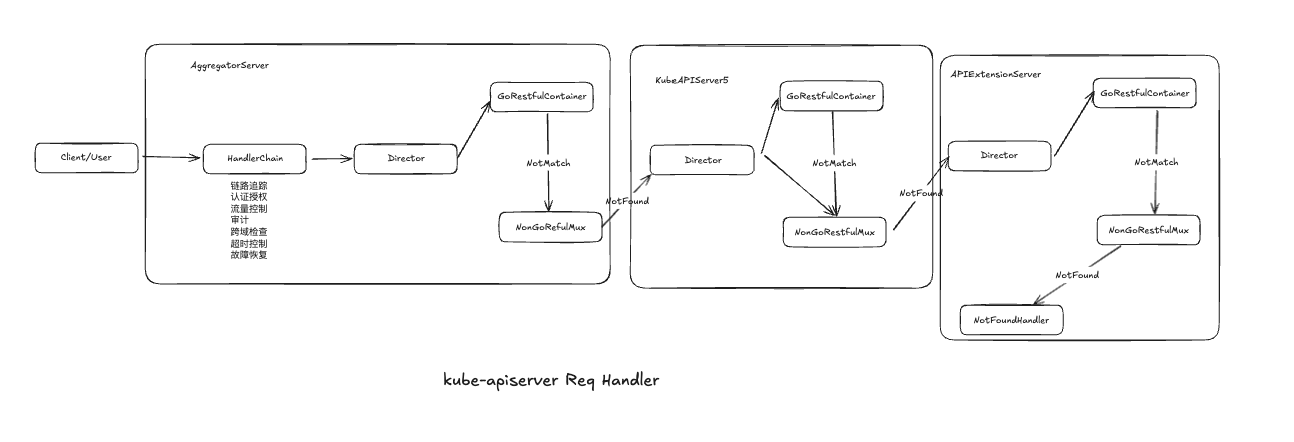 AggregatorServer
GoRestfulContainer
Client/User
HandlerChain
Director
NotMatch
链路追踪
认证授权
流量控制
审计
跨域检查
超时控制
故障恢复
NonGoRefulMux
NotFound
KubeAPIServer5
GoRestfulContainer
Director
NotMatch
NonGoRestfulMux
NotFound
APIExtensionServer
GoRestfulContainer
Director
NotMatch
NonGoRestfulMux
NotFound
NotFoundHandler
kube-apiserver Req Handler